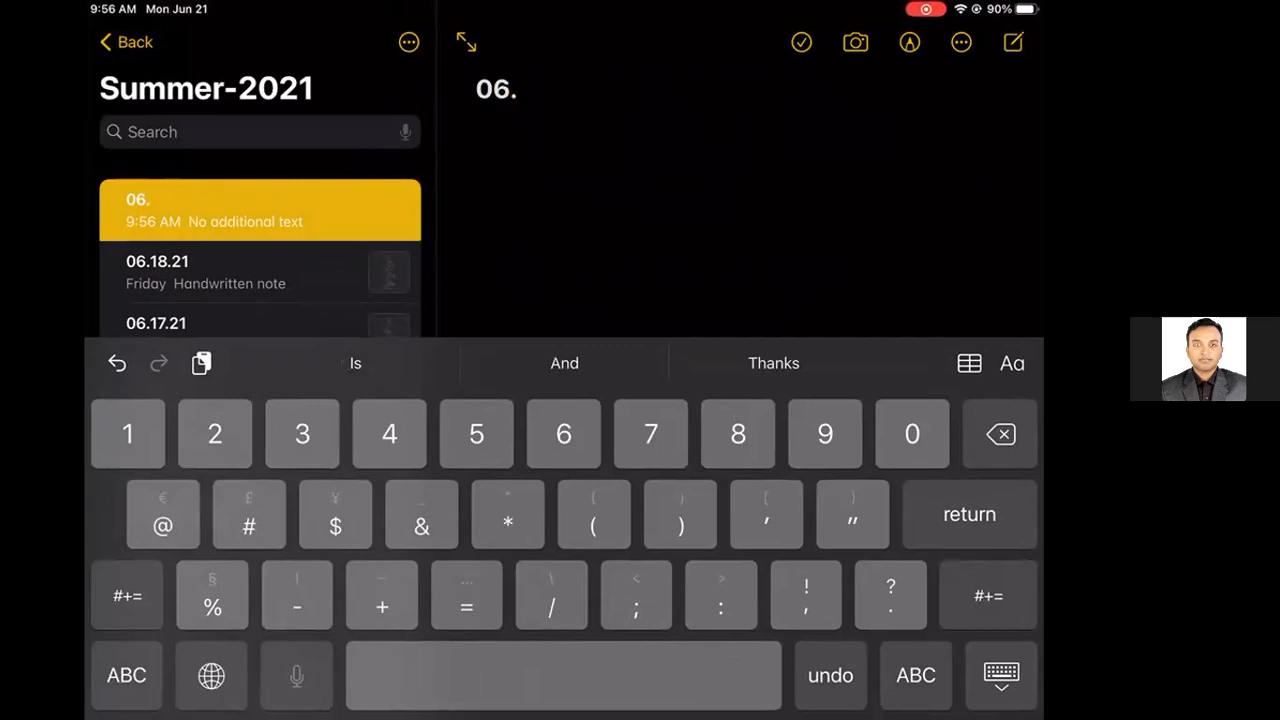 9:56 AM Mon Jun 21
90%
Back
Summer-2021
Search
06.
9:56 AM No additional text
06.18.21
Friday Handwritten note
06.17.21
06.
Is And Thanks Aa
1 2 3 4 5 6 7 8 9 0
€ £ ¥ _ ^ [ ] { }
@ # $ & * ( ) ' " return
§ | ~ … \ < > ! ?
#+= % - + = / ; : , . #+=
ABC undo ABC